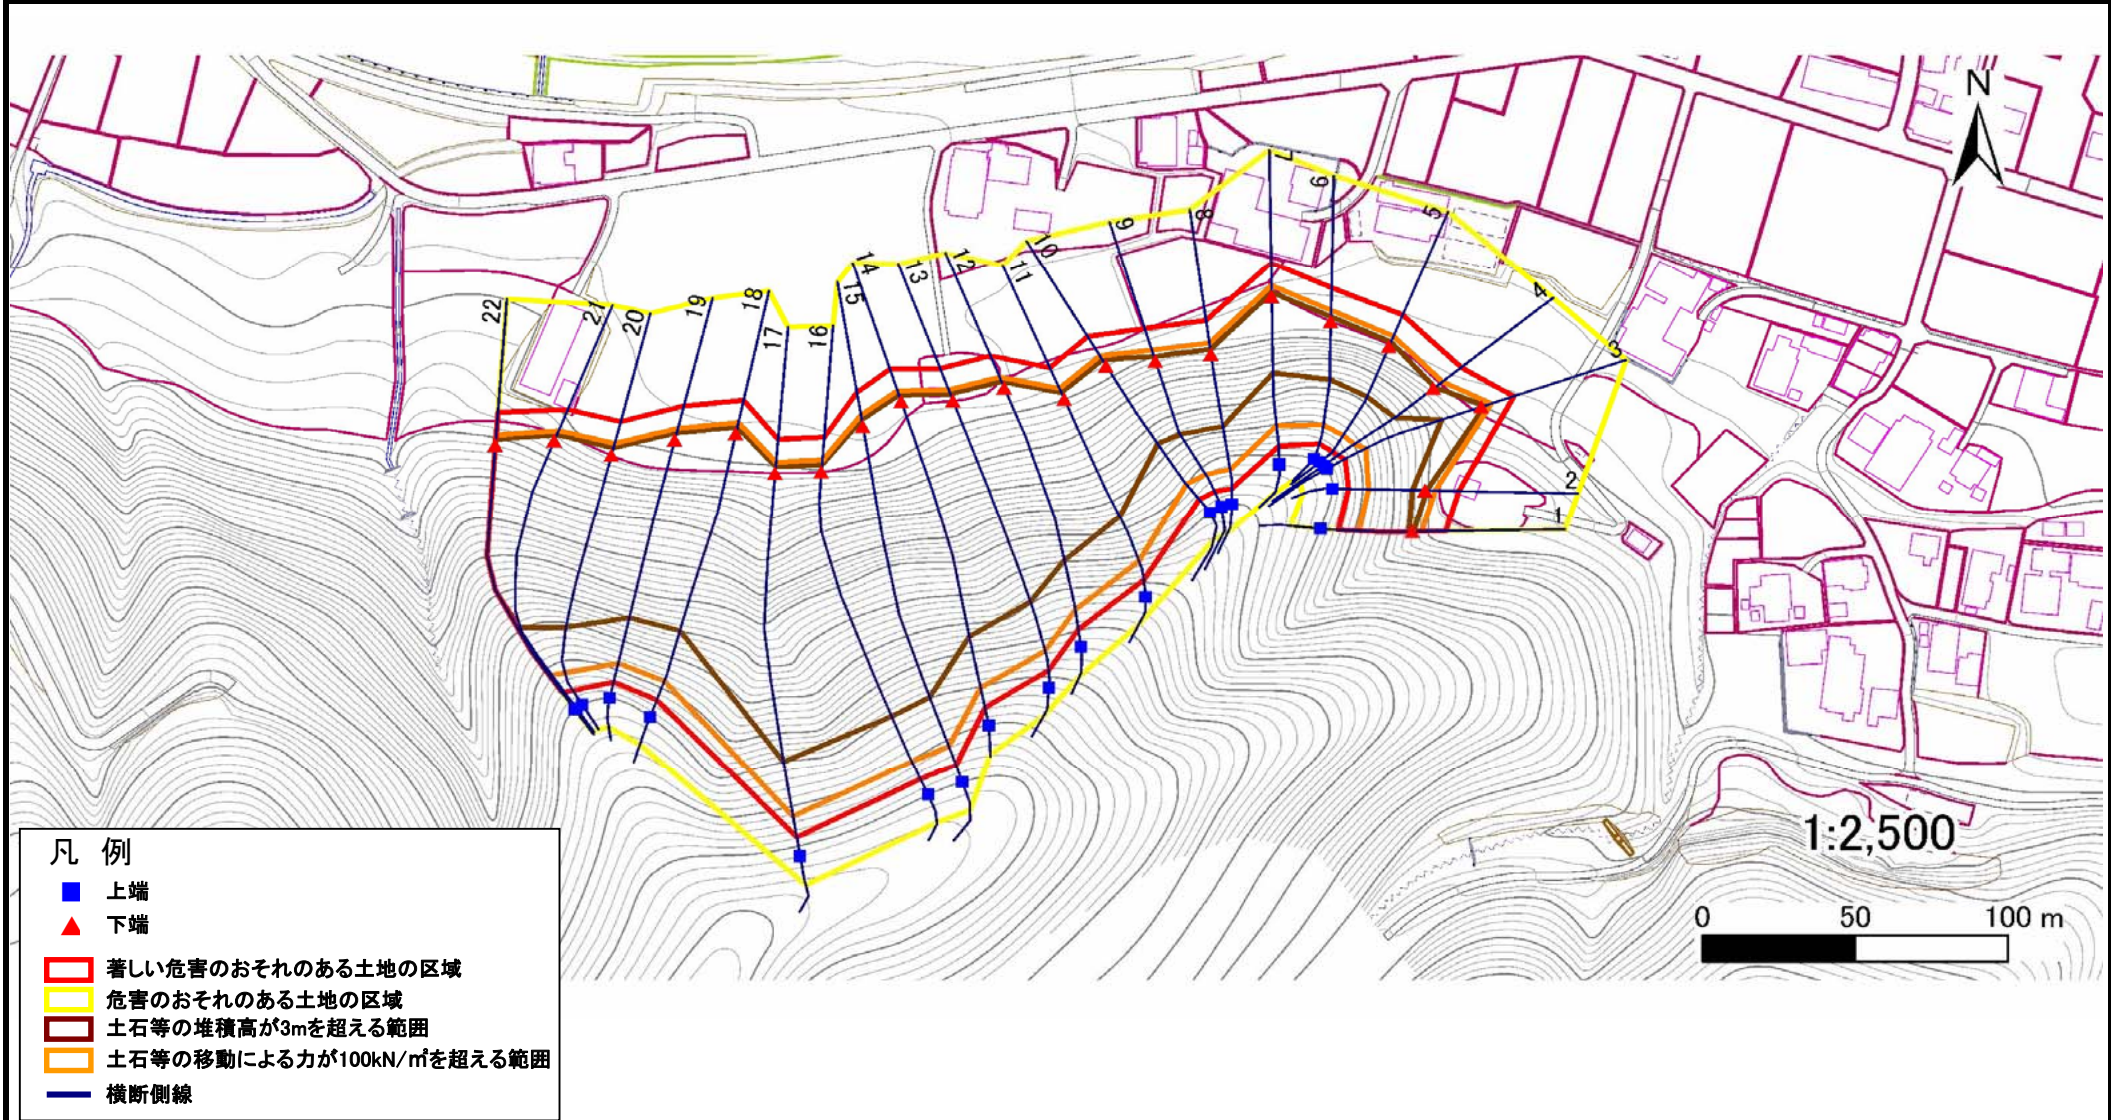 N
7
6
5
8
9
4
10
12
14
13
11
3
15
18
19
22
21
20
17
16
2
1
1:2,500
0 50 100 m
凡 例
上端
下端
著しい危害のおそれのある土地の区域
危害のおそれのある土地の区域
土石等の堆積高が3mを超える範囲
土石等の移動による力が100kN/㎡を超える範囲
横断側線